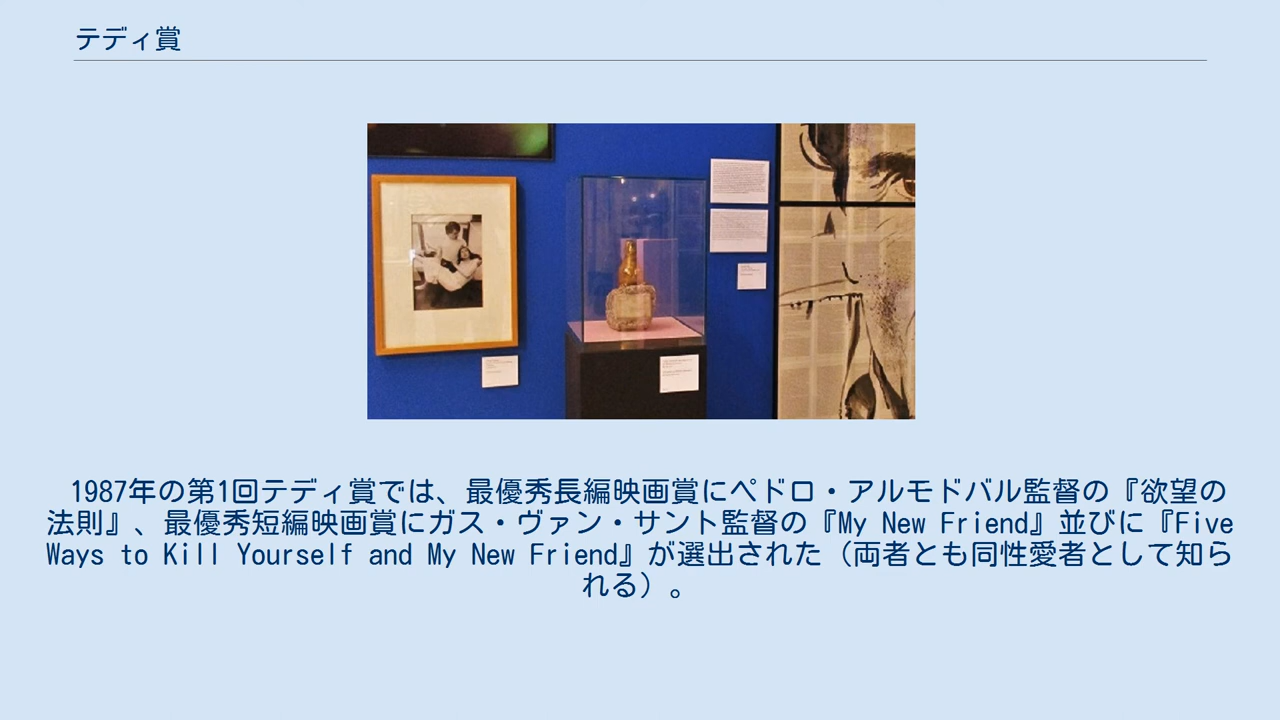 テディ賞
1987年の第1回テディ賞では、最優秀長編映画賞にペドロ・アルモドバル監督の『欲望の
法則』、最優秀短編映画賞にガス・ヴァン・サント監督の『My New Friend』並びに『Five
Ways to Kill Yourself and My New Friend』が選出された（両者とも同性愛者として知ら
れる）。